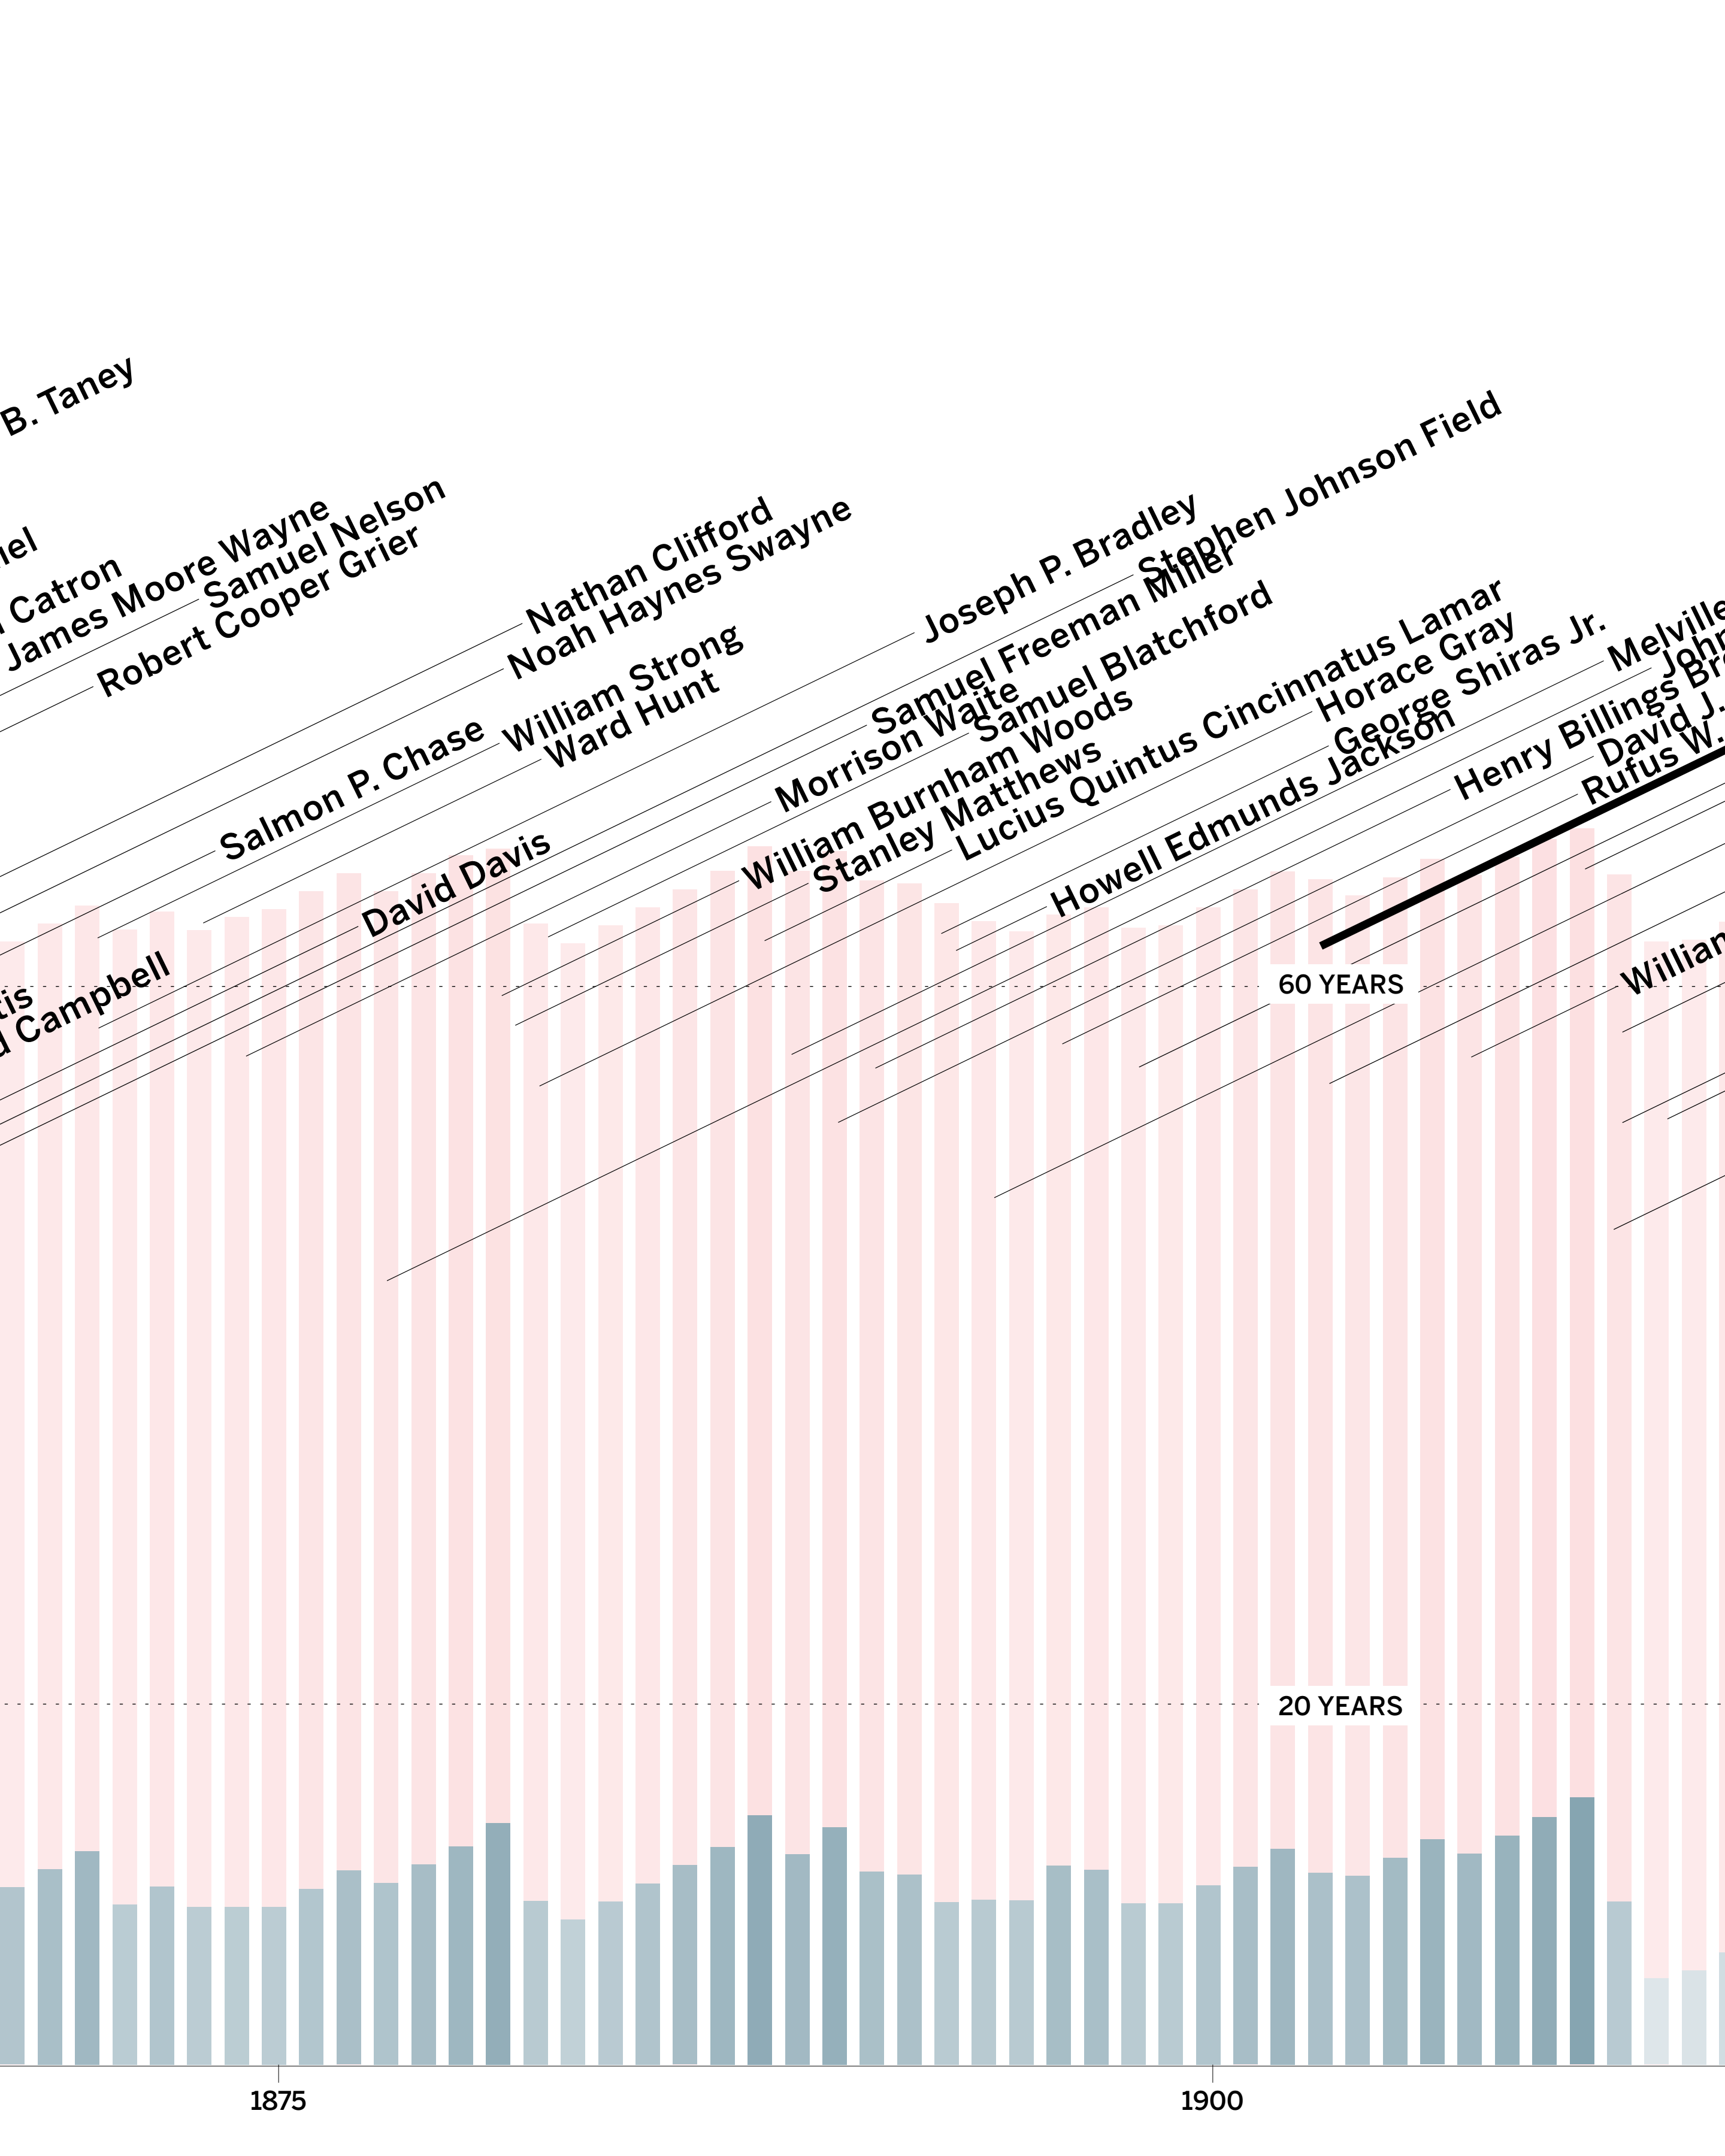 B. Taney
Stephen Johnson Field
Samuel Nelson
James Moore Wayne
Joseph P. Bradley
Nathan Clifford
Noah Haynes Swayne
Robert Cooper Grier
Catron
Samuel Freeman Miller
Samuel Blatchford
Lucius Quintus Cincinnatus Lamar
Horace Gray
George Shiras Jr.
Melville
William Strong
Ward Hunt
Morrison Waite
William Burnham Woods
Henry Billings
David J.
Rufus W.
Salmon P. Chase
Stanley Matthews
Howell Edmunds Jackson
David Davis
Campbell
60 YEARS
20 YEARS
1875
1900